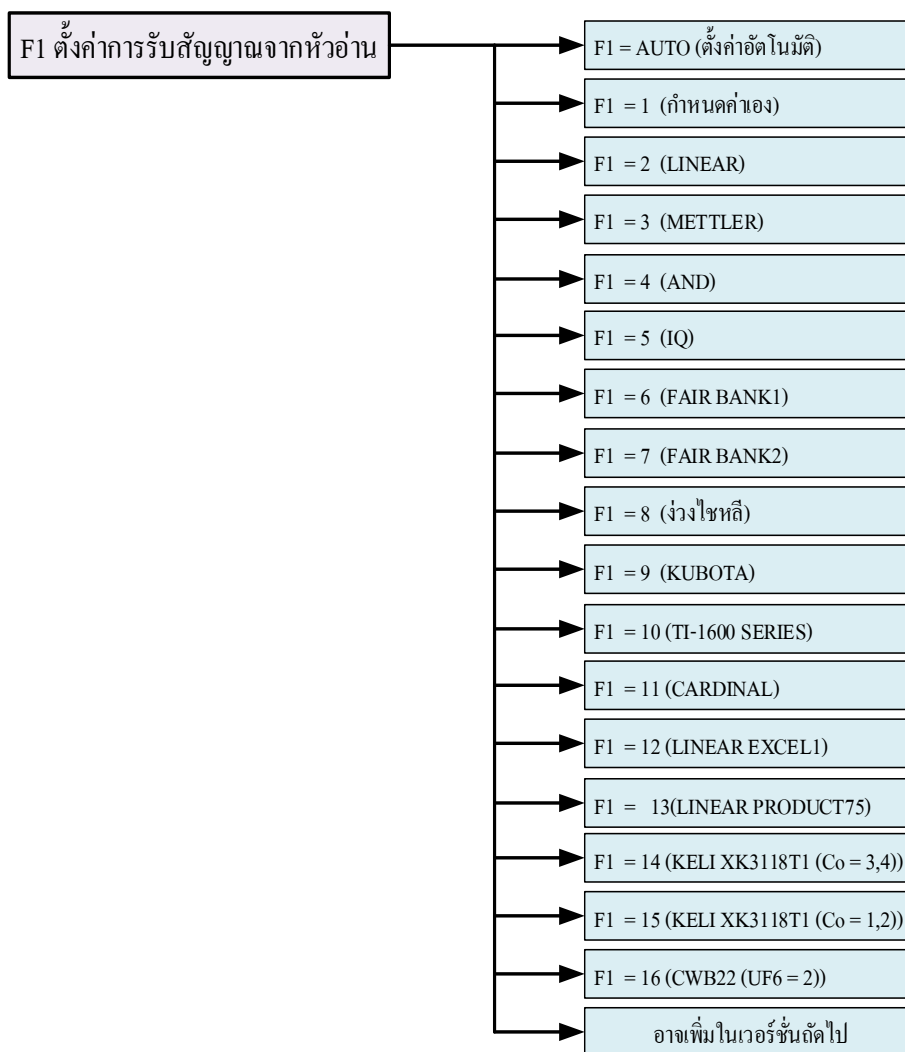 F1 ตั้งค่าการรับสัญญาณจากหัวอ่าน
F1 = AUTO (ตั้งค่าอัตโนมัติ)
F1 = 1 (กำหนดค่าเอง)
F1 = 2 (LINEAR)
F1 = 3 (METTLER)
F1 = 4 (AND)
F1 = 5 (IQ)
F1 = 6 (FAIR BANK1)
F1 = 7 (FAIR BANK2)
F1 = 8 (ง่วงไชหลี)
F1 = 9 (KUBOTA)
F1 = 10 (TI-1600 SERIES)
F1 = 11 (CARDINAL)
F1 = 12 (LINEAR EXCEL1)
F1 = 13(LINEAR PRODUCT75)
F1 = 14 (KELI XK3118T1 (Co = 3,4))
F1 = 15 (KELI XK3118T1 (Co = 1,2))
F1 = 16 (CWB22 (UF6 = 2))
อาจเพิ่มในเวอร์ชั่นถัดไป